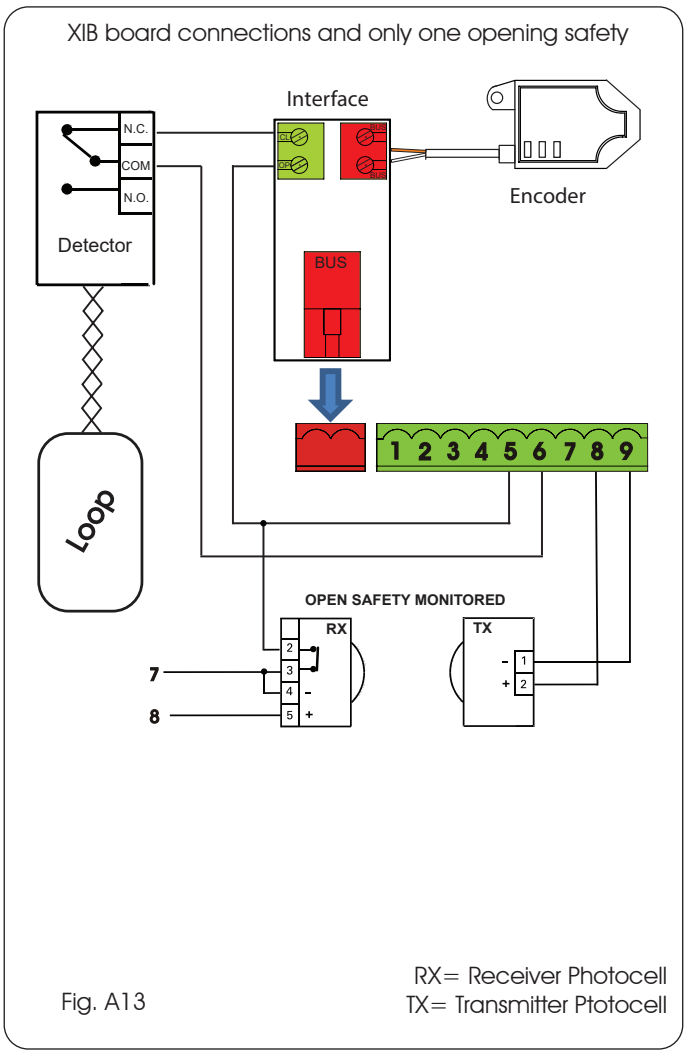 XIB board connections and only one opening safety
Interface
N.C.
COM
N.O.
Detector
CL
OP
BUS
BUS
Encoder
BUS
Loop
1 2 3 4 5 6 7 8 9
OPEN SAFETY MONITORED
RX
2
3
4 -
5 +
7
8
TX
- 1
+ 2
RX= Receiver Photocell
TX= Transmitter Ptotocell
Fig. A13